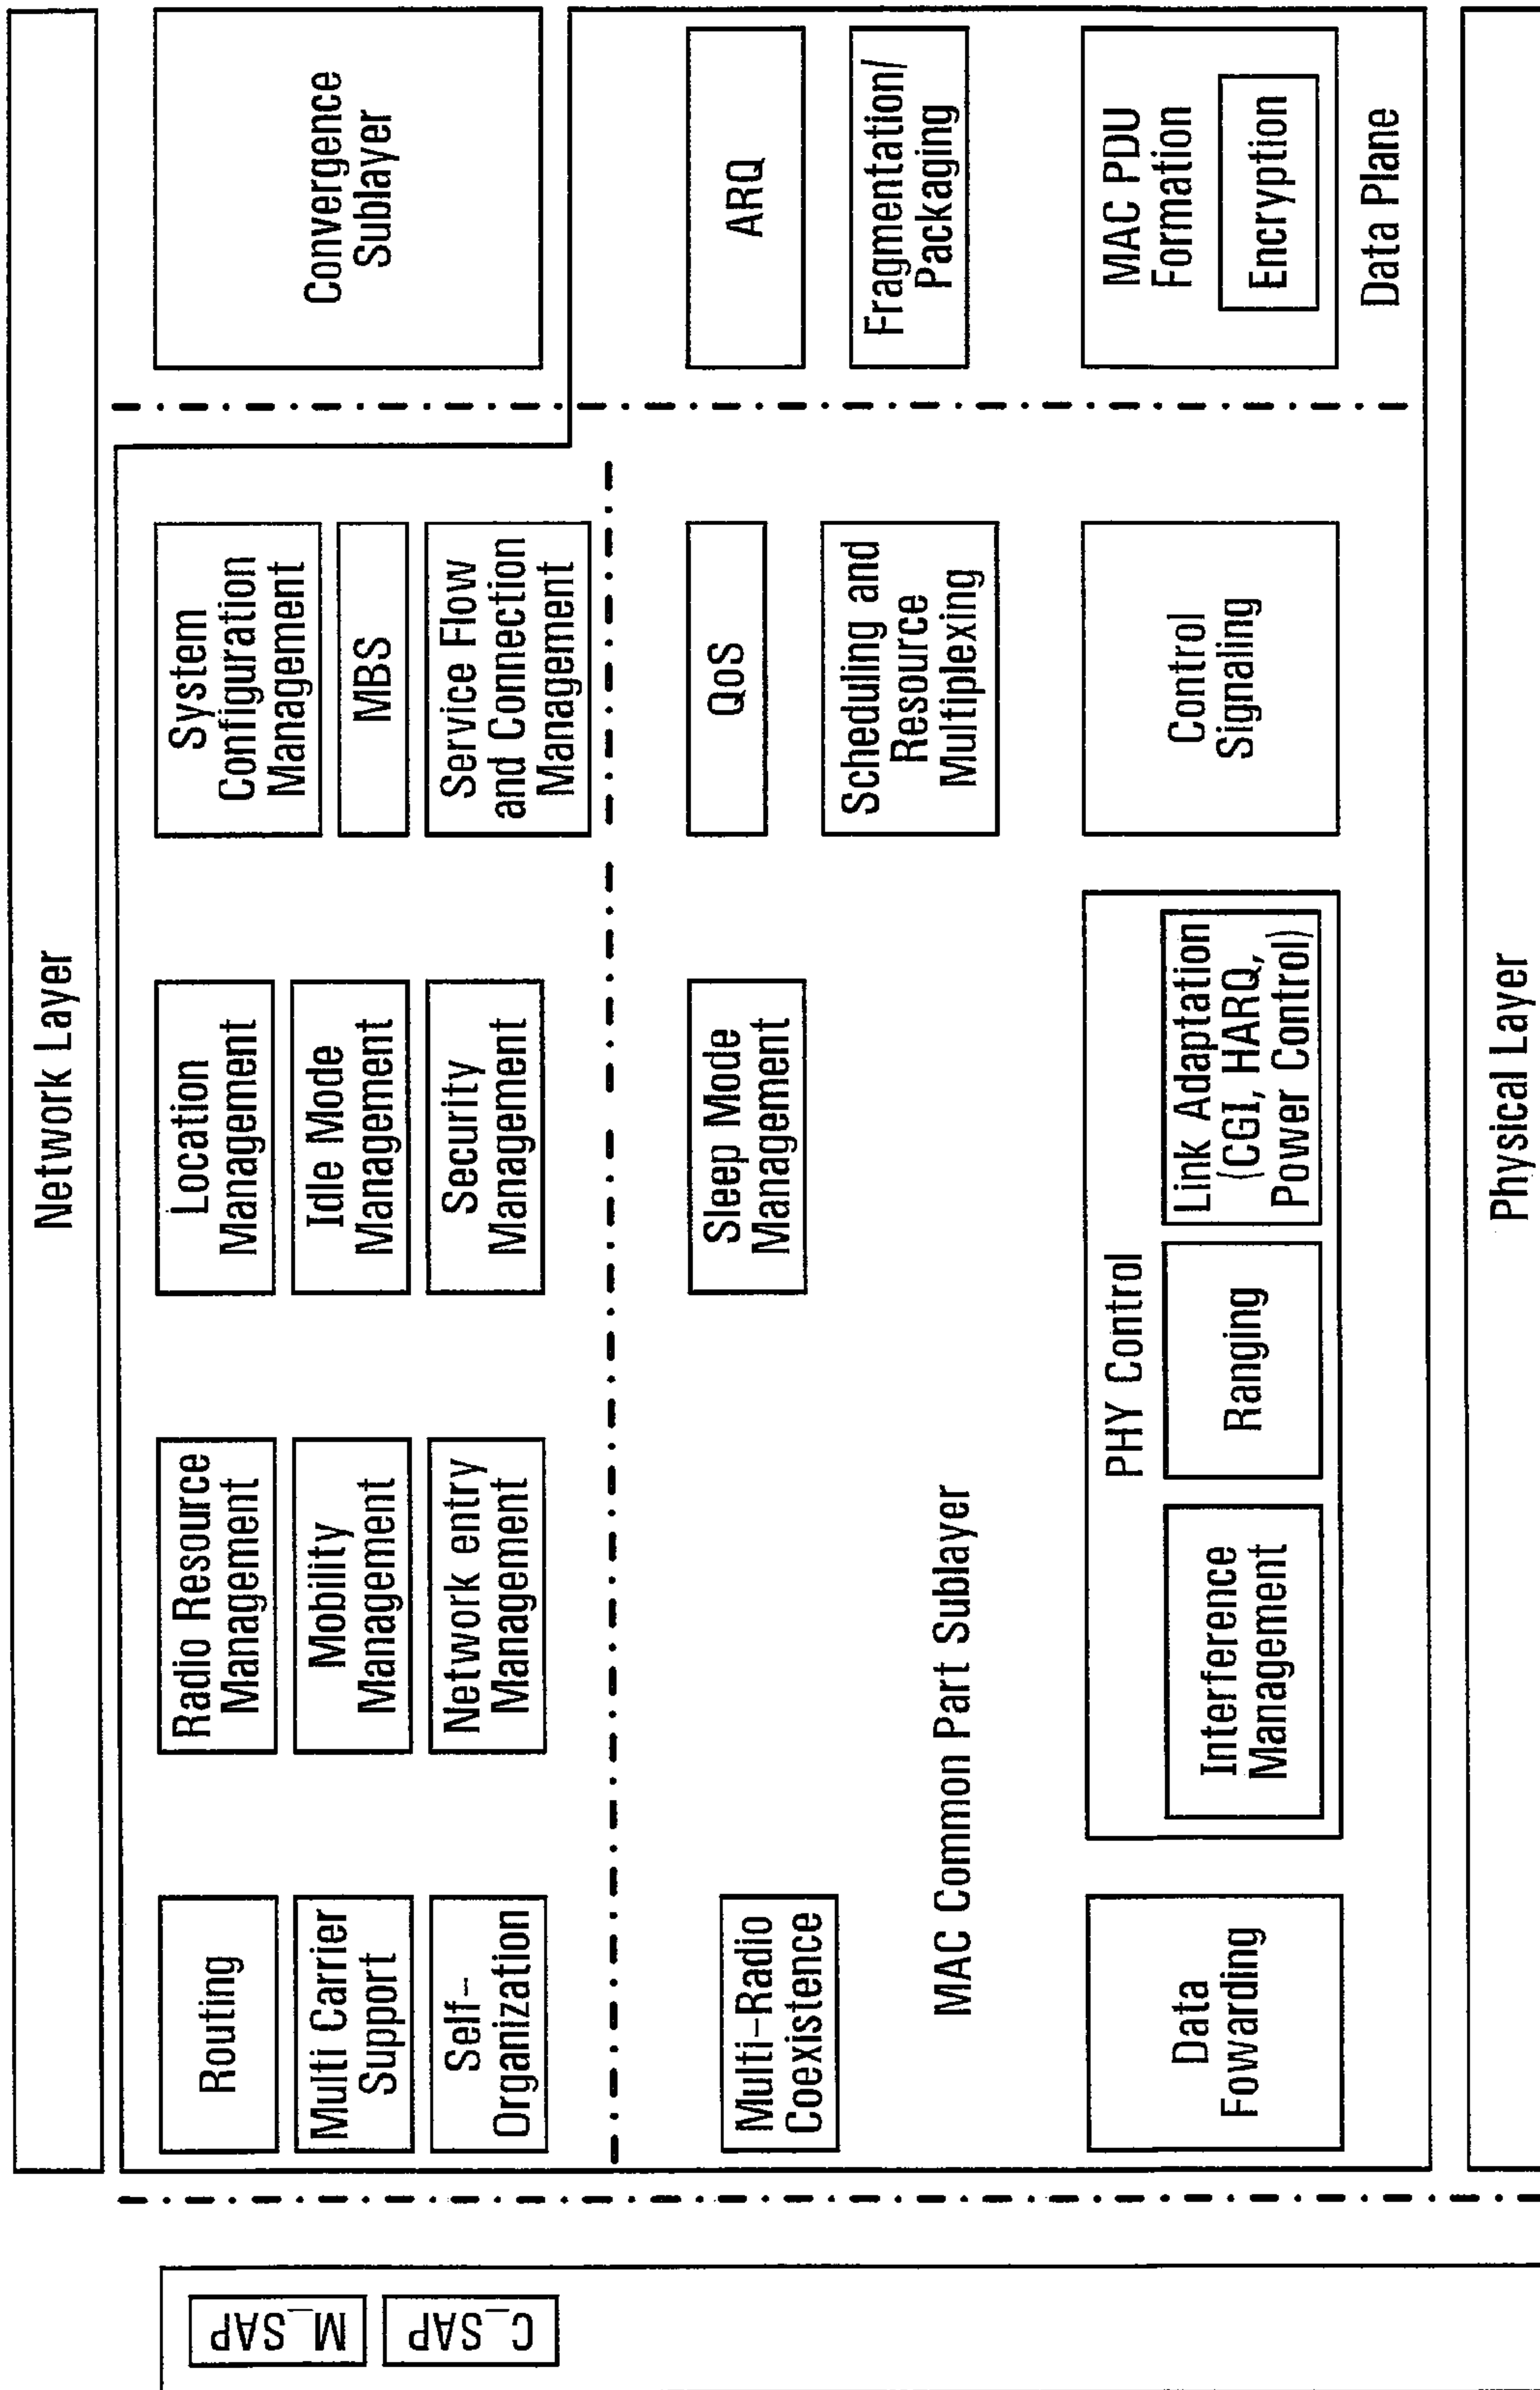 Network Layer
M_SAP
C_SAP
Routing
Multi Carrier
Support
Self-
Organization
Radio Resource
Management
Mobility
Management
Network entry
Management
Location
Management
Idle Mode
Management
Security
Management
System
Configuration
Management
MBS
Service Flow
and Connection
Management
Convergence
Sublayer
Multi-Radio
Coexistence
Sleep Mode
Management
QoS
Scheduling and
Resource
Multiplexing
ARQ
Fragmentation/
Packaging
MAC Common Part Sublayer
Data
Fowarding
PHY Control
Interference
Management
Ranging
Link Adaptation
(CGI, HARQ,
Power Control)
Control
Signaling
MAC PDU
Formation
Encryption
Data Plane
Physical Layer